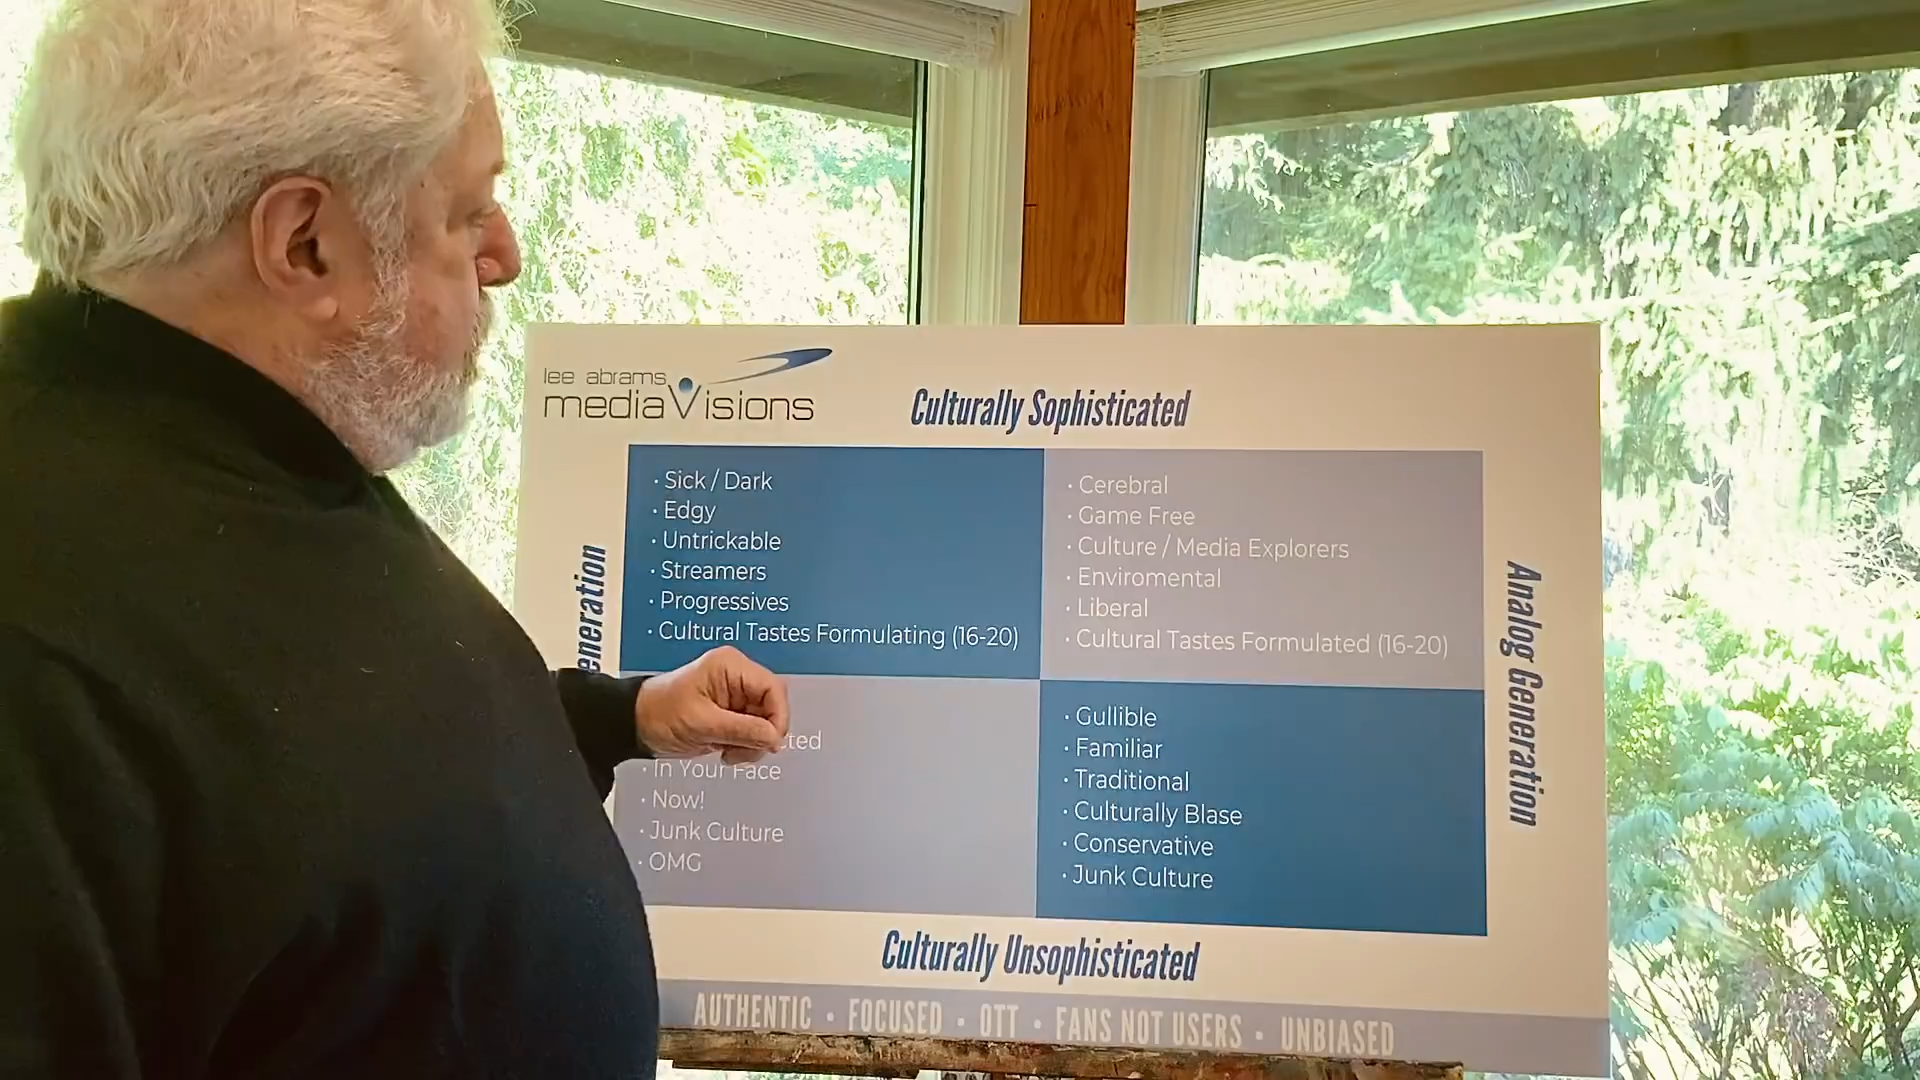 lee abrams
mediavisions
Culturally Sophisticated
• Sick / Dark
• Edgy
• Untrickable
• Streamers
• Progressives
• Cultural Tastes Formulating (16-20)
• Cerebral
• Game Free
• Culture / Media Explorers
• Enviromental
• Liberal
• Cultural Tastes Formulated (16-20)
eneration
Analog Generation
cted
• In Your Face
• Now!
• Junk Culture
• OMG
• Gullible
• Familiar
• Traditional
• Culturally Blase
• Conservative
• Junk Culture
Culturally Unsophisticated
AUTHENTIC • FOCUSED • OTT • FANS NOT USERS • UNBIASED